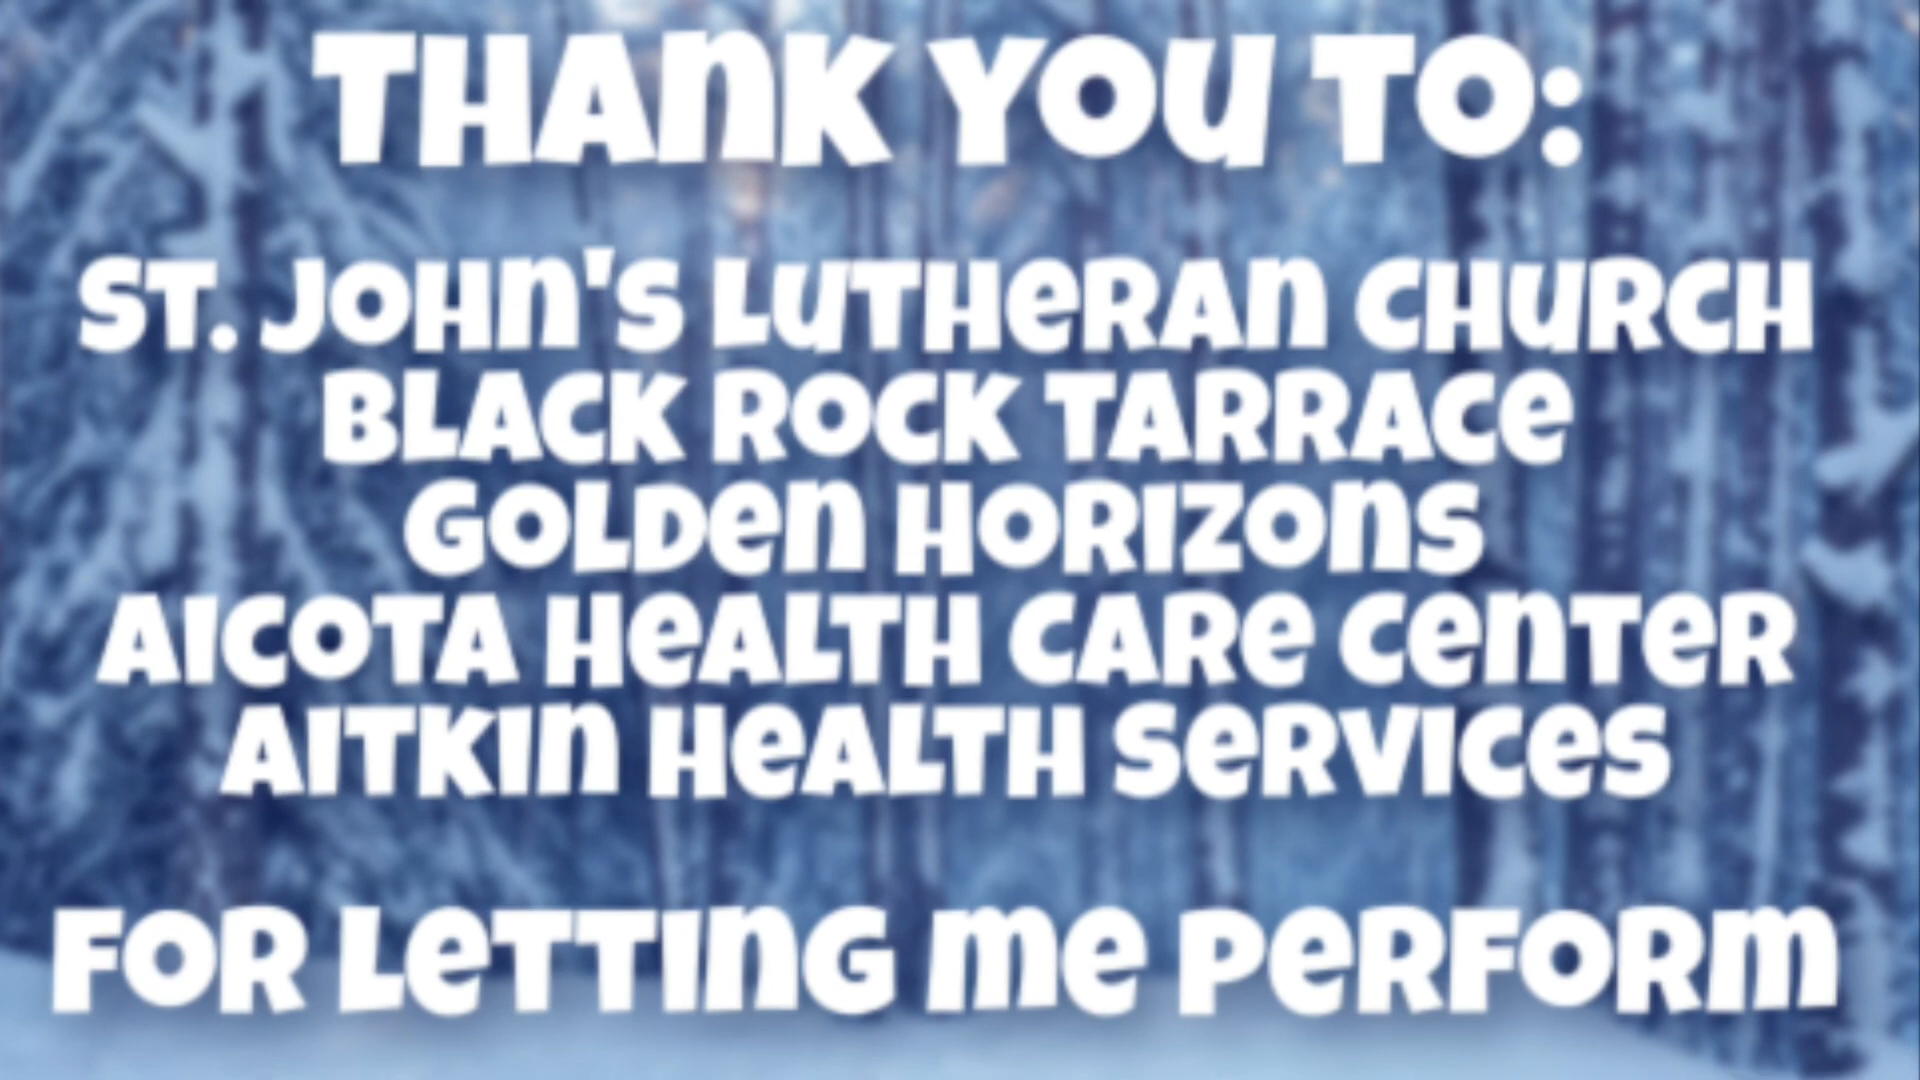 THANK YOU TO:
ST. JOHN'S LUTHERAN CHURCH
BLACK ROCK TARRACE
GOLDEN HORIZONS
AICOTA HEALTH CARE CENTER
AITKIN HEALTH SERVICES
FOR LETTING ME PERFORM